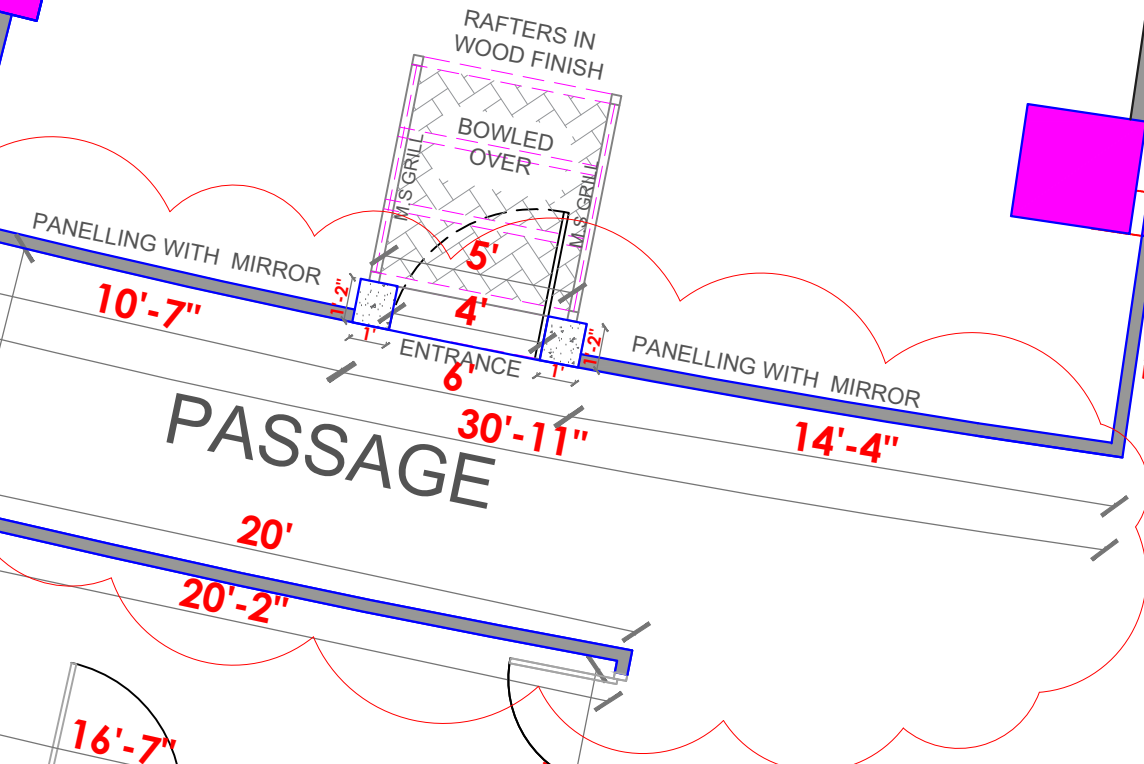 RAFTERS IN
WOOD FINISH
BOWLED
OVER
M.S GRILL
M.S GRILL
PANELLING WITH MIRROR
5'
10'-7"
1'-2"
4'
1'
ENTRANCE
1'-2"
1'
6'
PANELLING WITH MIRROR
30'-11"
14'-4"
PASSAGE
20'
20'-2"
16'-7"